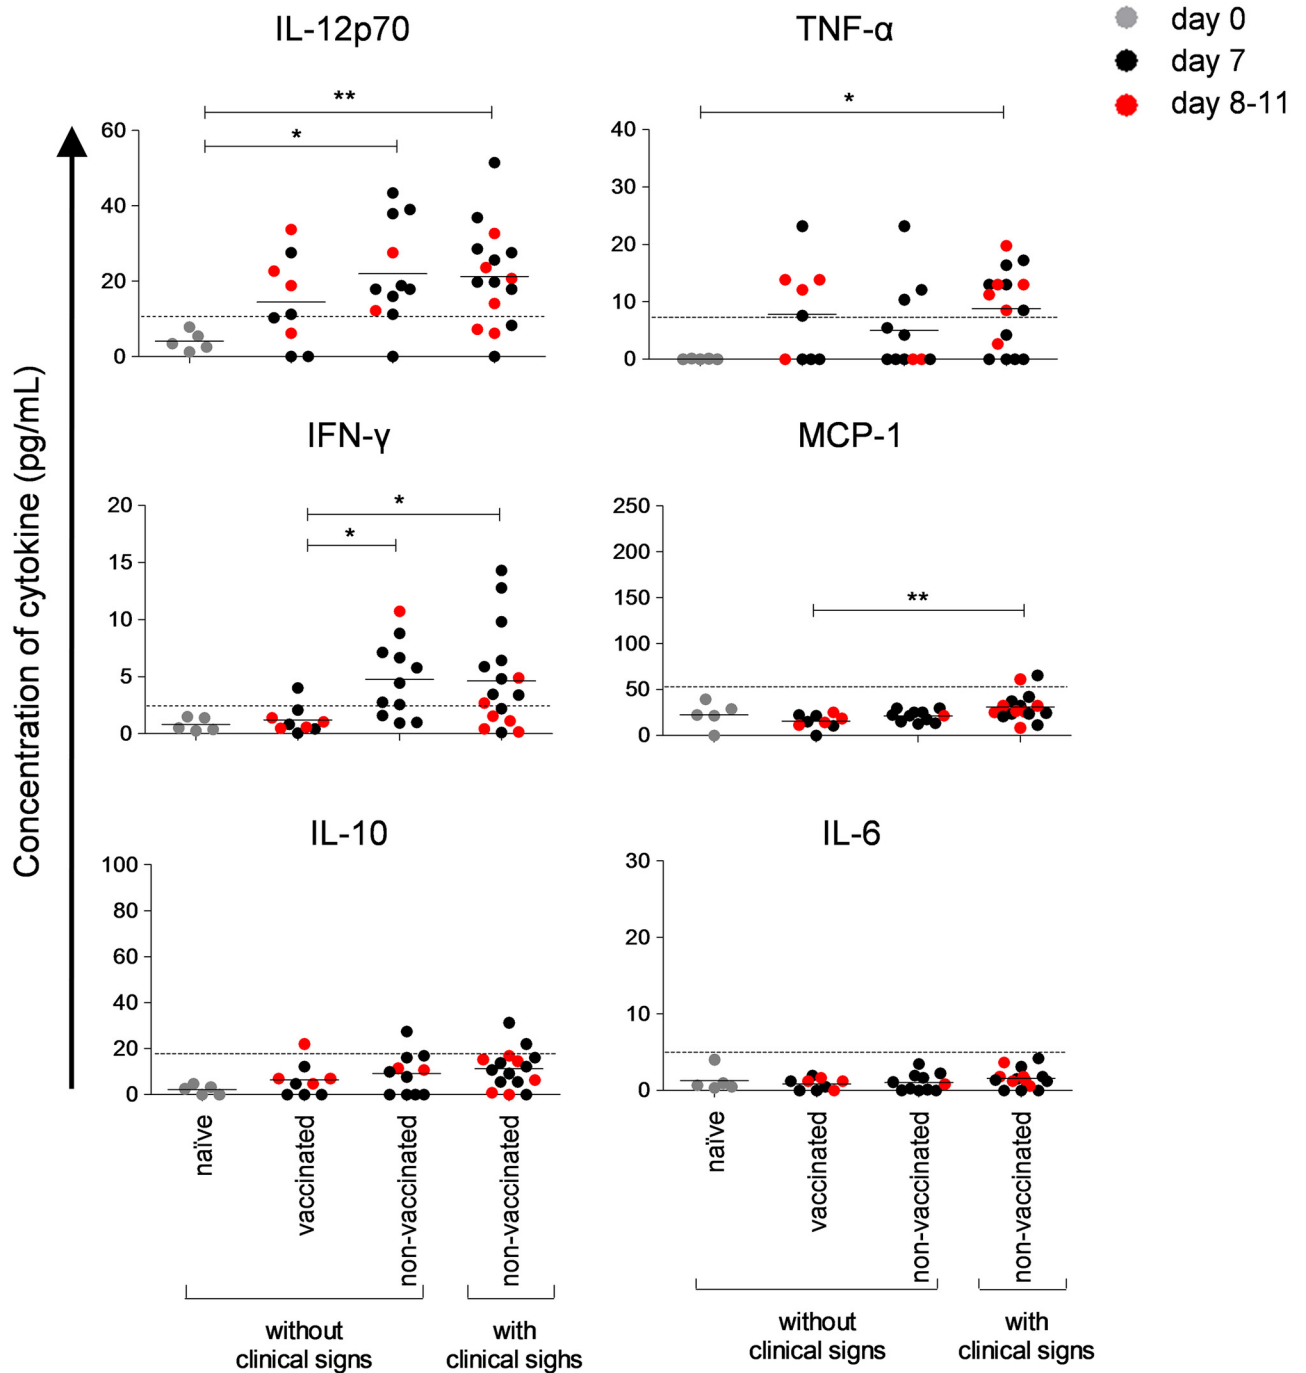 IL-12p70
TNF-α
day 0
day 7
day 8-11
**
*
60
40
20
0
*
40
30
20
10
0
Concentration of cytokine (pg/mL)
IFN-γ
MCP-1
*
*
20
15
10
5
0
**
250
200
150
100
50
0
IL-10
IL-6
100
80
60
40
20
0
30
20
10
0
naïve
vaccinated
non-vaccinated
non-vaccinated
naïve
vaccinated
non-vaccinated
non-vaccinated
without
clinical signs
with
clinical sighs
without
clinical signs
with
clinical signs